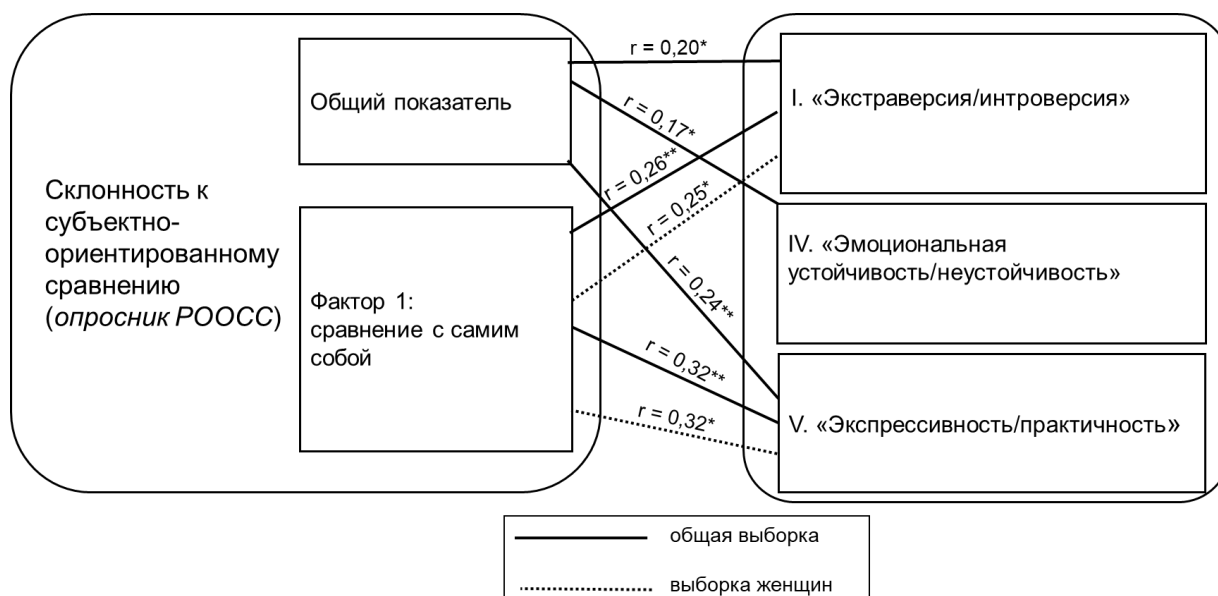 Склонность к
субъектно-
ориентированному
сравнению
(опросник РООСС)
Общий показатель
Фактор 1:
сравнение с самим
собой
r = 0,20*
r = 0,17*
r = 0,26**
r = 0,25*
r = 0,24**
r = 0,32**
r = 0,32*
I. «Экстраверсия/интроверсия»
IV. «Эмоциональная
устойчивость/неустойчивость»
V. «Экспрессивность/практичность»
общая выборка
выборка женщин